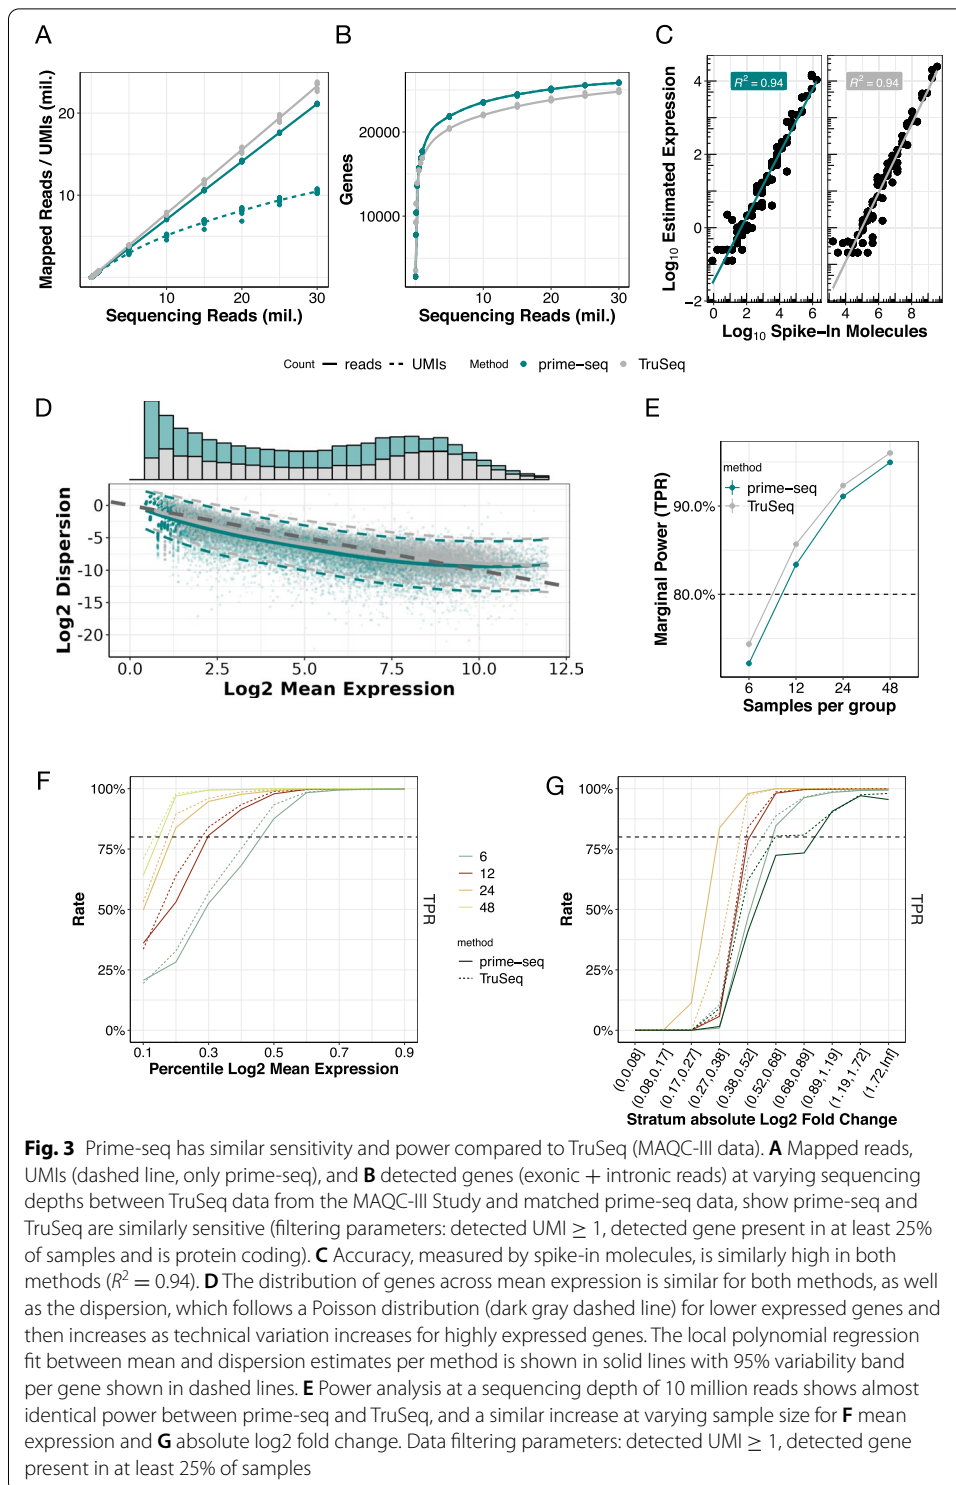 A
B
C
Mapped Reads / UMIs (mil.)
20
10
10
20
30
Sequencing Reads (mil.)
Genes
20000
10000
10
20
30
Sequencing Reads (mil.)
Log10 Estimated Expression
4
2
0
−2
R² = 0.94
R² = 0.94
0
2
4
6
4
6
8
Log10 Spike−In Molecules
Count reads UMIs Method prime−seq TruSeq
D
Log2 Dispersion
0
-5
-10
-15
-20
0.0
2.5
5.0
7.5
10.0
12.5
Log2 Mean Expression
E
Marginal Power (TPR)
90.0%
80.0%
method
prime−seq
TruSeq
6
12
24
48
Samples per group
F
Rate
100%
75%
50%
25%
0%
0.1
0.3
0.5
0.7
0.9
Percentile Log2 Mean Expression
TPR
6
12
24
48
method
prime−seq
TruSeq
G
Rate
100%
75%
50%
25%
0%
(0,0.08]
(0.08,0.17]
(0.17,0.27]
(0.27,0.38]
(0.38,0.52]
(0.52,0.68]
(0.68,0.89]
(0.89,1.19]
(1.19,1.72]
(1.72,Inf]
Stratum absolute Log2 Fold Change
TPR
Fig. 3 Prime-seq has similar sensitivity and power compared to TruSeq (MAQC-III data). A Mapped reads,
UMIs (dashed line, only prime-seq), and B detected genes (exonic + intronic reads) at varying sequencing
depths between TruSeq data from the MAQC-III Study and matched prime-seq data, show prime-seq and
TruSeq are similarly sensitive (filtering parameters: detected UMI ≥ 1, detected gene present in at least 25%
of samples and is protein coding). C Accuracy, measured by spike-in molecules, is similarly high in both
methods (R² = 0.94). D The distribution of genes across mean expression is similar for both methods, as well
as the dispersion, which follows a Poisson distribution (dark gray dashed line) for lower expressed genes and
then increases as technical variation increases for highly expressed genes. The local polynomial regression
fit between mean and dispersion estimates per method is shown in solid lines with 95% variability band
per gene shown in dashed lines. E Power analysis at a sequencing depth of 10 million reads shows almost
identical power between prime-seq and TruSeq, and a similar increase at varying sample size for F mean
expression and G absolute log2 fold change. Data filtering parameters: detected UMI ≥ 1, detected gene
present in at least 25% of samples